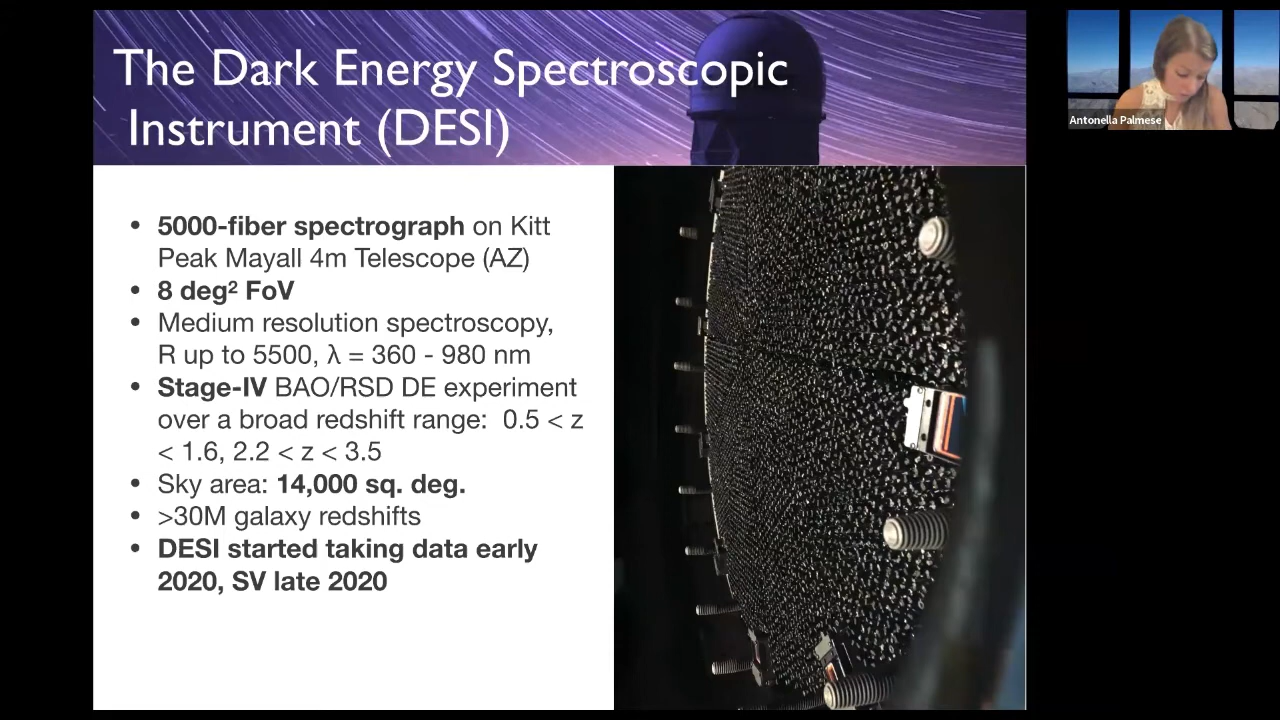 The Dark Energy Spectroscopic
Instrument (DESI)
Antonella Palmese
• 5000-fiber spectrograph on Kitt
Peak Mayall 4m Telescope (AZ)
• 8 deg² FoV
• Medium resolution spectroscopy,
R up to 5500, λ = 360 - 980 nm
• Stage-IV BAO/RSD DE experiment
over a broad redshift range: 0.5 < z
< 1.6, 2.2 < z < 3.5
• Sky area: 14,000 sq. deg.
• >30M galaxy redshifts
• DESI started taking data early
2020, SV late 2020